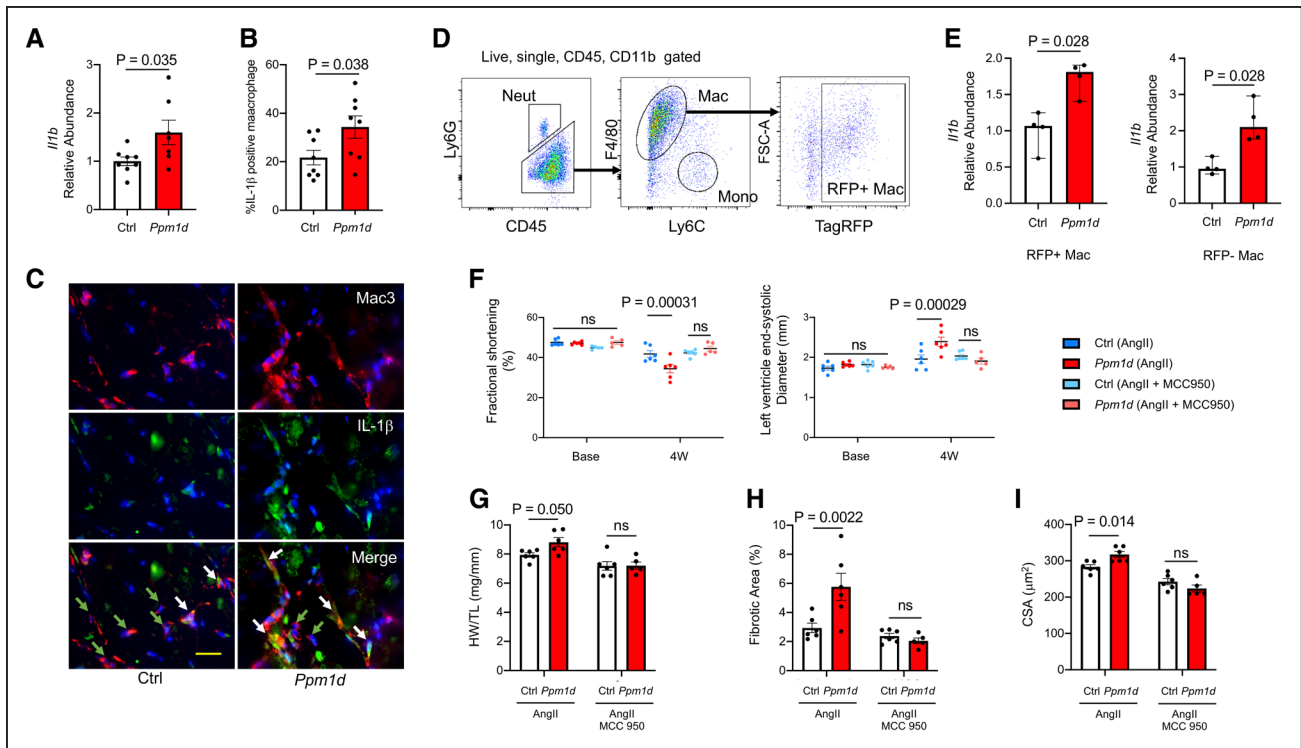 A
P = 0.035
Il1b
Relative Abundance
3
2
1
0
Ctrl
Ppm1d
B
P = 0.038
%IL-1β positive maacrophage
60
40
20
0
Ctrl
Ppm1d
C
Mac3
IL-1β
Merge
Ctrl
Ppm1d
D
Live, single, CD45, CD11b gated
Neut
Ly6G
CD45
Mac
F4/80
Mono
Ly6C
FSC-A
RFP+ Mac
TagRFP
E
P = 0.028
Il1b
Relative Abundance
2.0
1.5
1.0
0.5
0.0
Ctrl
Ppm1d
RFP+ Mac
P = 0.028
Il1b
Relative Abundance
4
3
2
1
0
Ctrl
Ppm1d
RFP- Mac
F
P = 0.00031
ns
ns
Fractional shortening
(%)
60
40
20
0
Base
4W
P = 0.00029
ns
ns
Left ventricle end-systolic
Diameter (mm)
3
2
1
0
Base
4W
Ctrl (AngII)
Ppm1d (AngII)
Ctrl (AngII + MCC950)
Ppm1d (AngII + MCC950)
G
P = 0.050
ns
HW/TL (mg/mm)
10
8
6
4
2
0
Ctrl Ppm1d
Ctrl Ppm1d
AngII
AngII
MCC 950
H
P = 0.0022
ns
Fibrotic Area (%)
10
8
6
4
2
0
Ctrl Ppm1d
Ctrl Ppm1d
AngII
AngII
MCC 950
I
P = 0.014
ns
CSA (μm²)
400
300
200
100
0
Ctrl Ppm1d
Ctrl Ppm1d
AngII
AngII
MCC 950